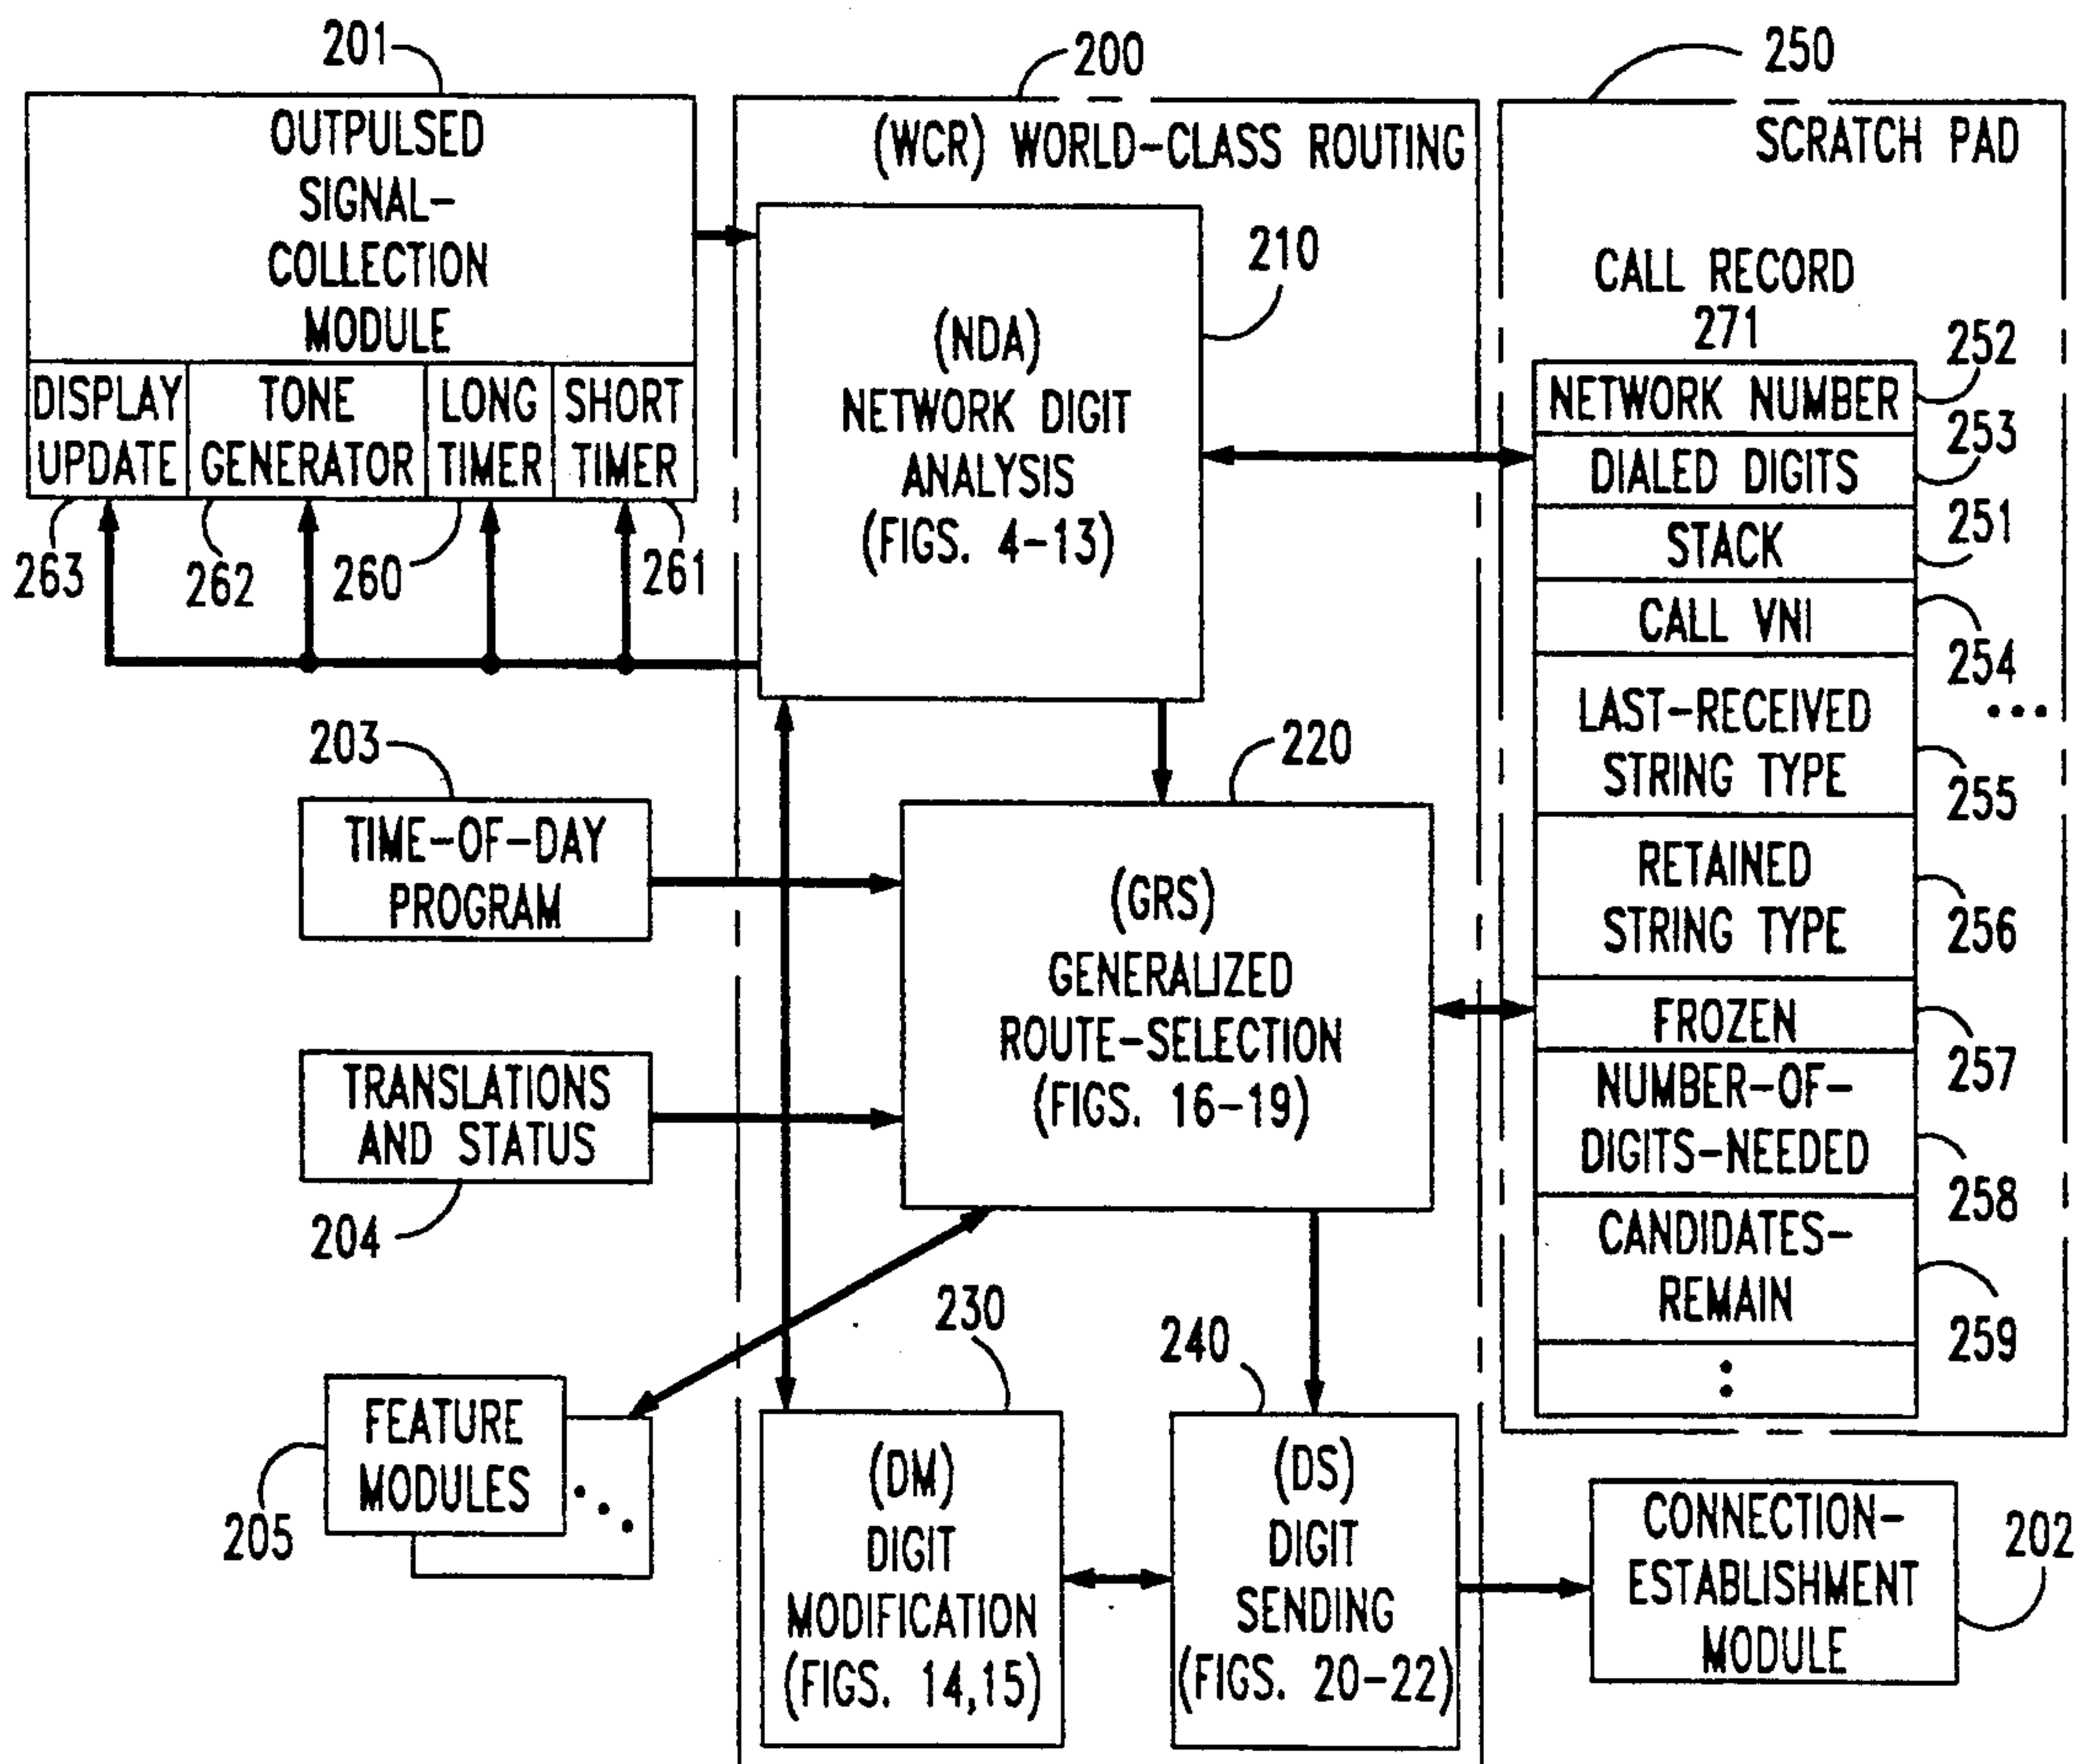 201
OUTPULSED
SIGNAL-
COLLECTION
MODULE
DISPLAY
UPDATE
TONE
GENERATOR
LONG
TIMER
SHORT
TIMER
263
262
260
261
200
(WCR) WORLD-CLASS ROUTING
210
(NDA)
NETWORK DIGIT
ANALYSIS
(FIGS. 4-13)
250
SCRATCH PAD
CALL RECORD
271
NETWORK NUMBER
252
DIALED DIGITS
253
STACK
251
CALL VNI
254
LAST-RECEIVED
STRING TYPE
255
RETAINED
STRING TYPE
256
FROZEN
257
NUMBER-OF-
DIGITS-NEEDED
258
CANDIDATES-
REMAIN
259
203
TIME-OF-DAY
PROGRAM
TRANSLATIONS
AND STATUS
204
220
(GRS)
GENERALIZED
ROUTE-SELECTION
(FIGS. 16-19)
FEATURE
MODULES
205
230
(DM)
DIGIT
MODIFICATION
(FIGS. 14,15)
240
(DS)
DIGIT
SENDING
(FIGS. 20-22)
CONNECTION-
ESTABLISHMENT
MODULE
202